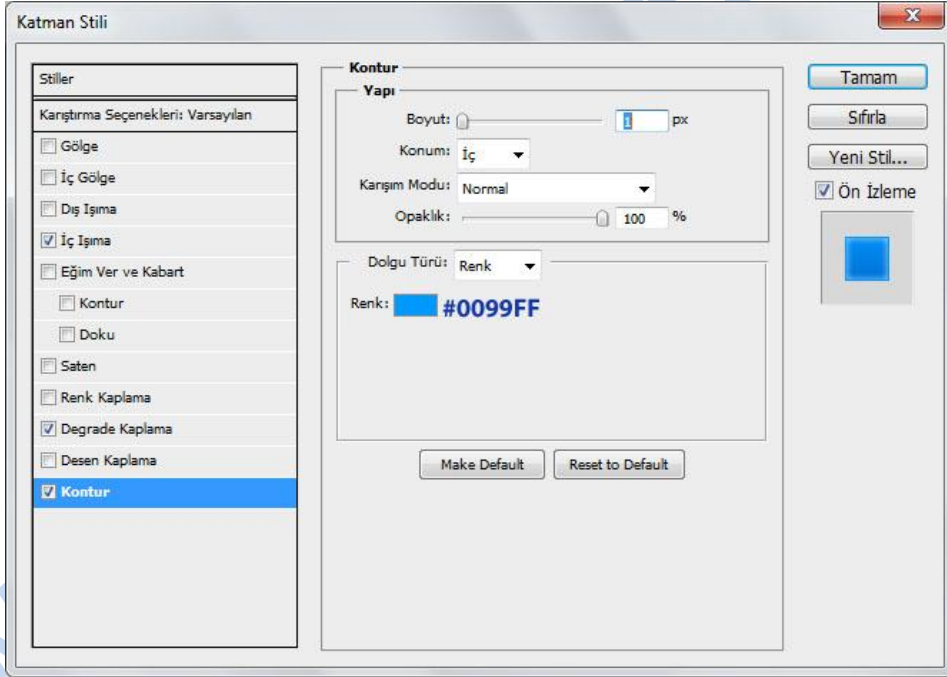 Katman Stili
Stiller
Karıştırma Seçenekleri: Varsayılan
Gölge
İç Gölge
Dış Işıma
İç Işıma
Eğim Ver ve Kabart
Kontur
Doku
Saten
Renk Kaplama
Degrade Kaplama
Desen Kaplama
Kontur
Kontur
Yapı
Boyut: 1 px
Konum: İç
Karışım Modu: Normal
Opaklık: 100 %
Dolgu Türü: Renk
Renk: #0099FF
Make Default Reset to Default
Tamam
Sıfırla
Yeni Stil...
Ön İzleme